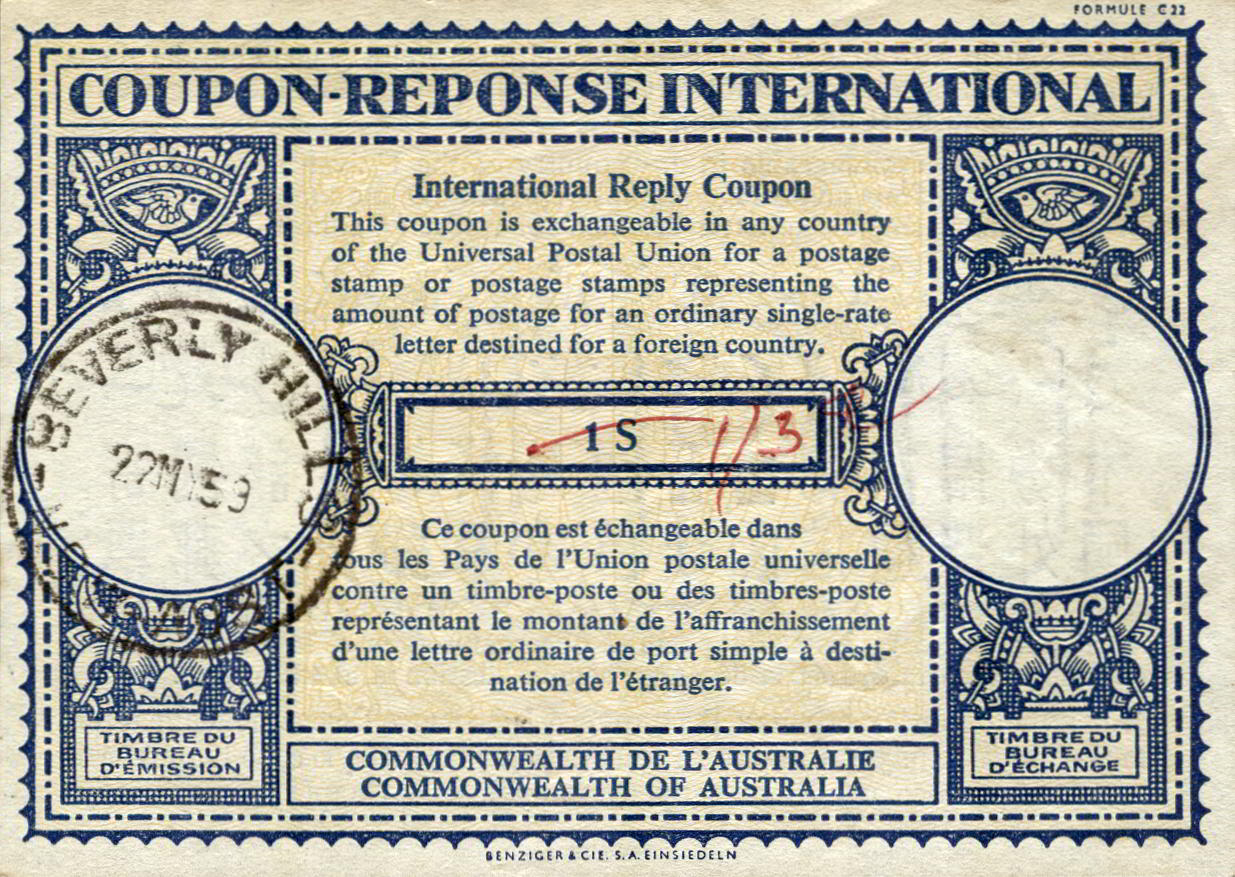 FORMULE C 22
COUPON-REPONSE INTERNATIONAL
International Reply Coupon
This coupon is exchangeable in any country
of the Universal Postal Union for a postage
stamp or postage stamps representing the
amount of postage for an ordinary single-rate
letter destined for a foreign country.
BEVERLY HILLS
22MY59
1 S
1/3
Ce coupon est échangeable dans
tous les Pays de l'Union postale universelle
contre un timbre-poste ou des timbres-poste
représentant le montant de l'affranchissement
d'une lettre ordinaire de port simple à desti-
nation de l'étranger.
TIMBRE DU
BUREAU
D'ÉMISSION
COMMONWEALTH DE L'AUSTRALIE
COMMONWEALTH OF AUSTRALIA
TIMBRE DU
BUREAU
D'ÉCHANGE
BENZIGER & CIE. S.A. EINSIEDELN